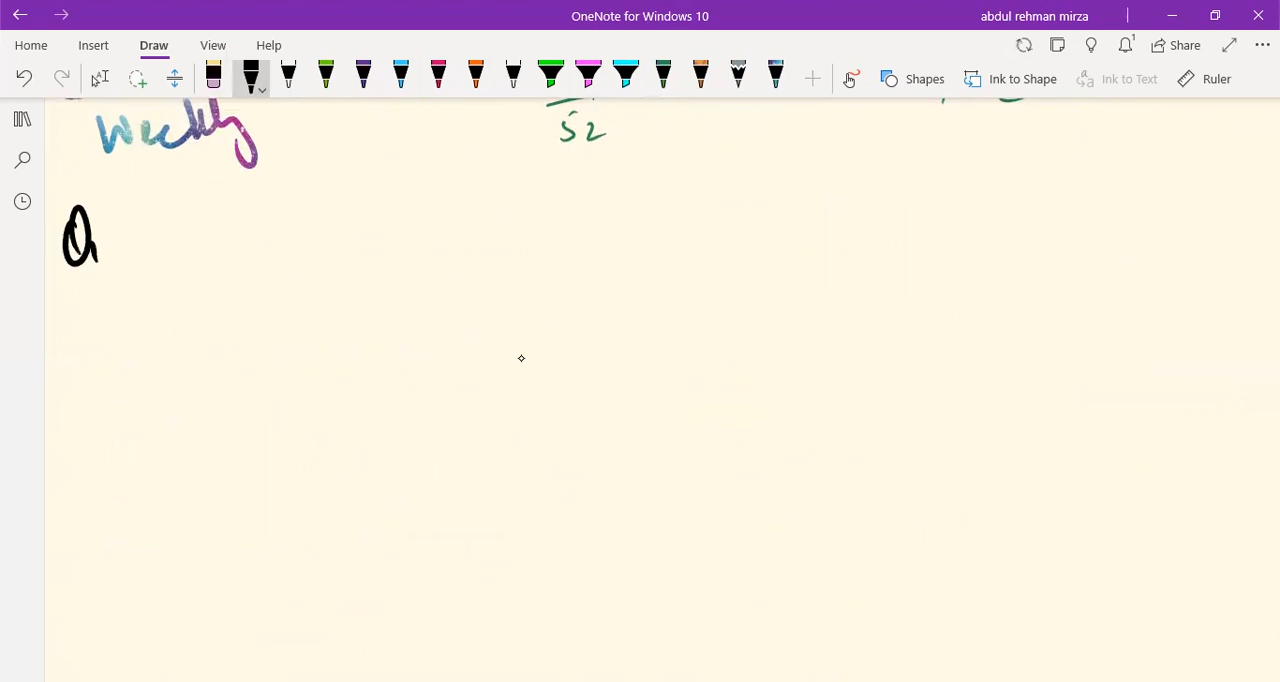 OneNote for Windows 10
abdul rehman mirza
Home Insert Draw View Help
Share
Shapes Ink to Shape Ink to Text Ruler
Weekly
52
Q